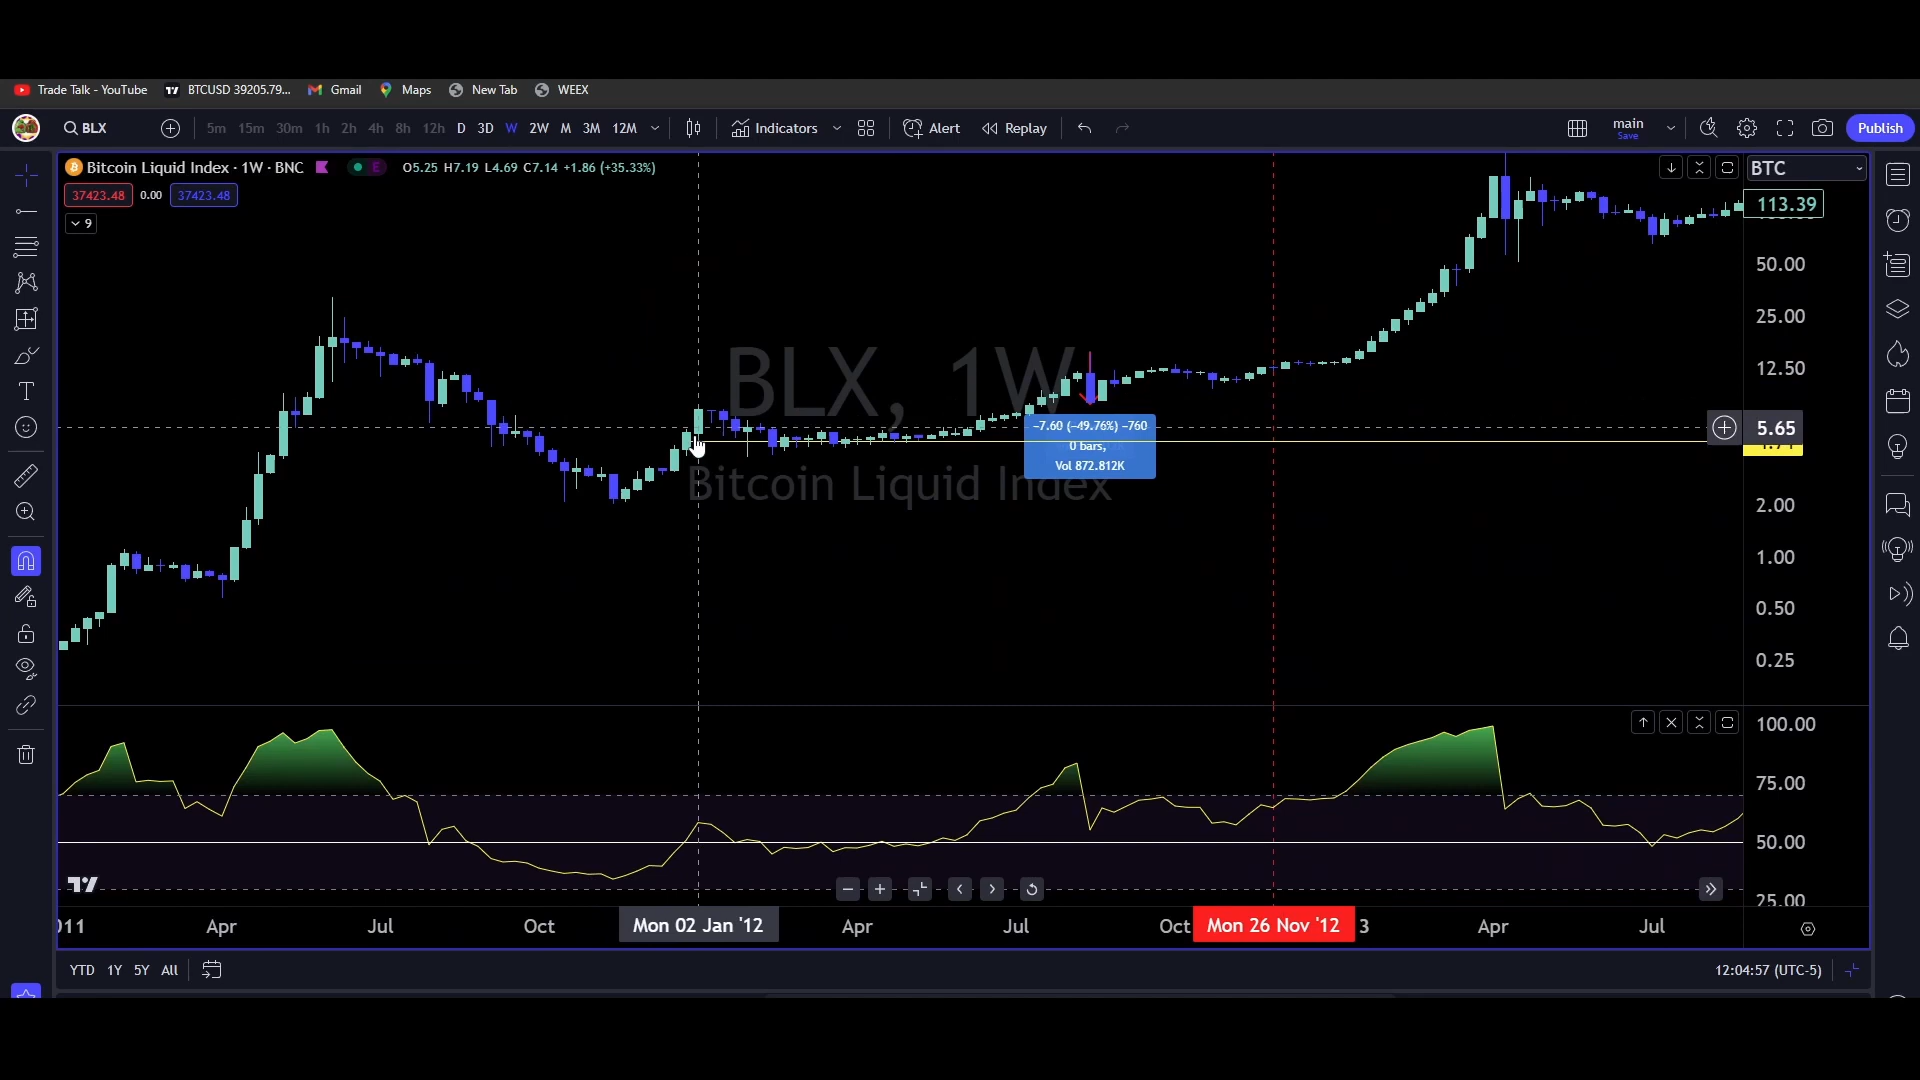 Trade Talk - YouTube BTCUSD 39205.79... Gmail Maps New Tab WEEX
BLX 5m 15m 30m 1h 2h 4h 8h 12h D 3D W 2W M 3M 12M Indicators Alert Replay main Save Publish
Bitcoin Liquid Index · 1W · BNC E O5.25 H7.19 L4.69 C7.14 +1.86 (+35.33%) BTC
37423.48 0.00 37423.48
9
113.39
50.00
25.00
12.50
5.65
2.00
1.00
0.50
0.25
BLX, 1W
Bitcoin Liquid Index
−7.60 (−49.76%) −760
0 bars,
Vol 872.812K
100.00
75.00
50.00
25.00
011 Apr Jul Oct Mon 02 Jan '12 Apr Jul Oct Mon 26 Nov '12 3 Apr Jul
YTD 1Y 5Y All 12:04:57 (UTC-5)